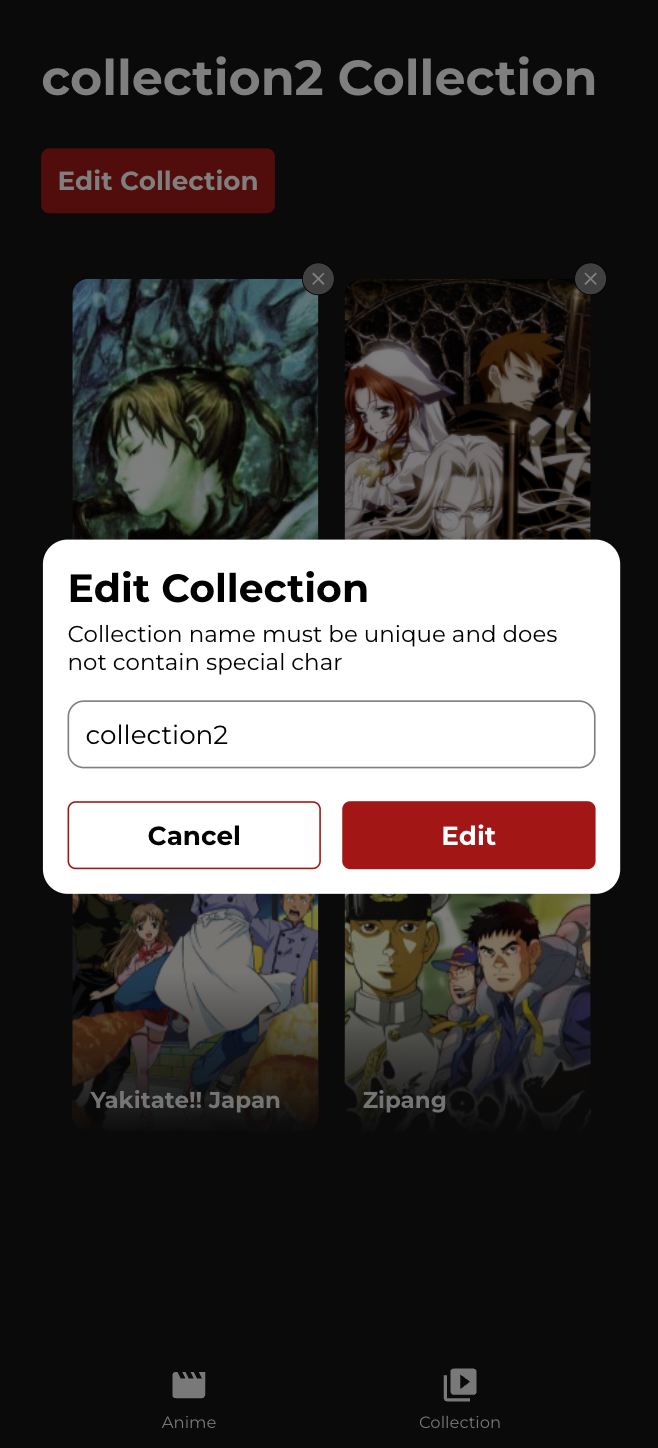 collection2 Collection
Edit Collection
Edit Collection
Collection name must be unique and does
not contain special char
collection2
Cancel
Edit
Yakitate!! Japan
Zipang
Anime
Collection